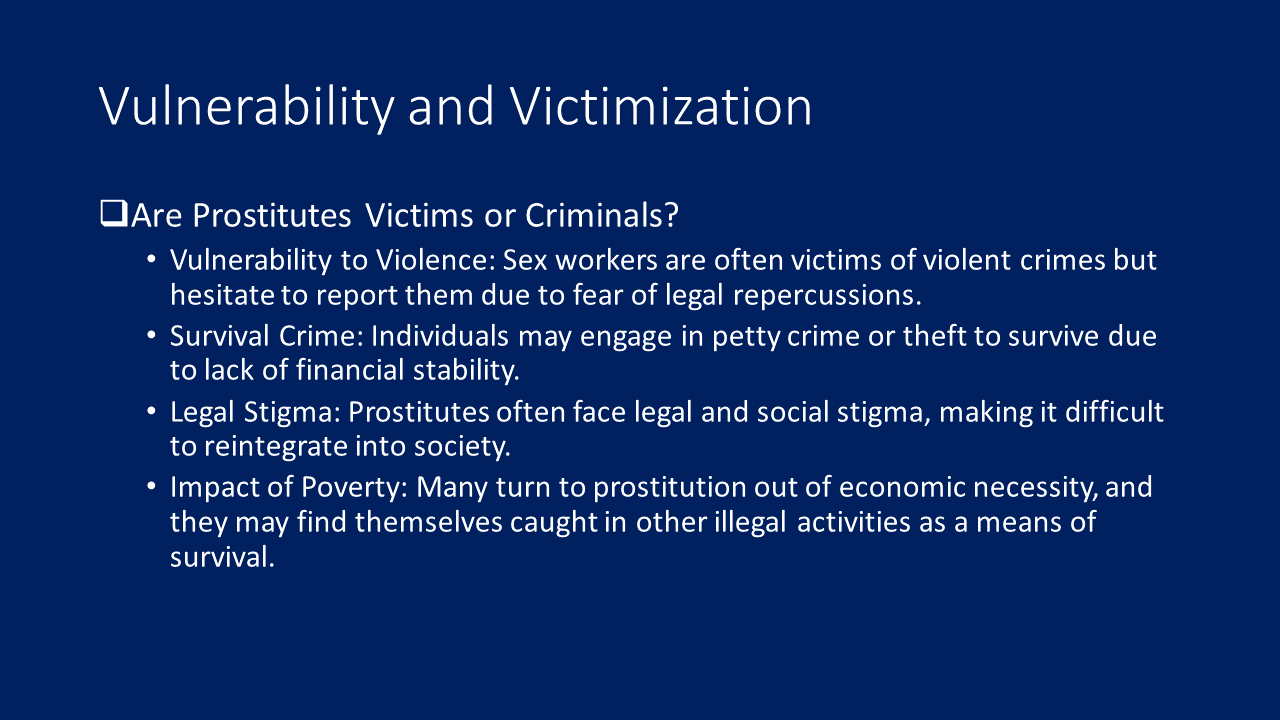 Vulnerability and Victimization
❑Are Prostitutes Victims or Criminals?
• Vulnerability to Violence: Sex workers are often victims of violent crimes but
hesitate to report them due to fear of legal repercussions.
• Survival Crime: Individuals may engage in petty crime or theft to survive due
to lack of financial stability.
• Legal Stigma: Prostitutes often face legal and social stigma, making it difficult
to reintegrate into society.
• Impact of Poverty: Many turn to prostitution out of economic necessity, and
they may find themselves caught in other illegal activities as a means of
survival.